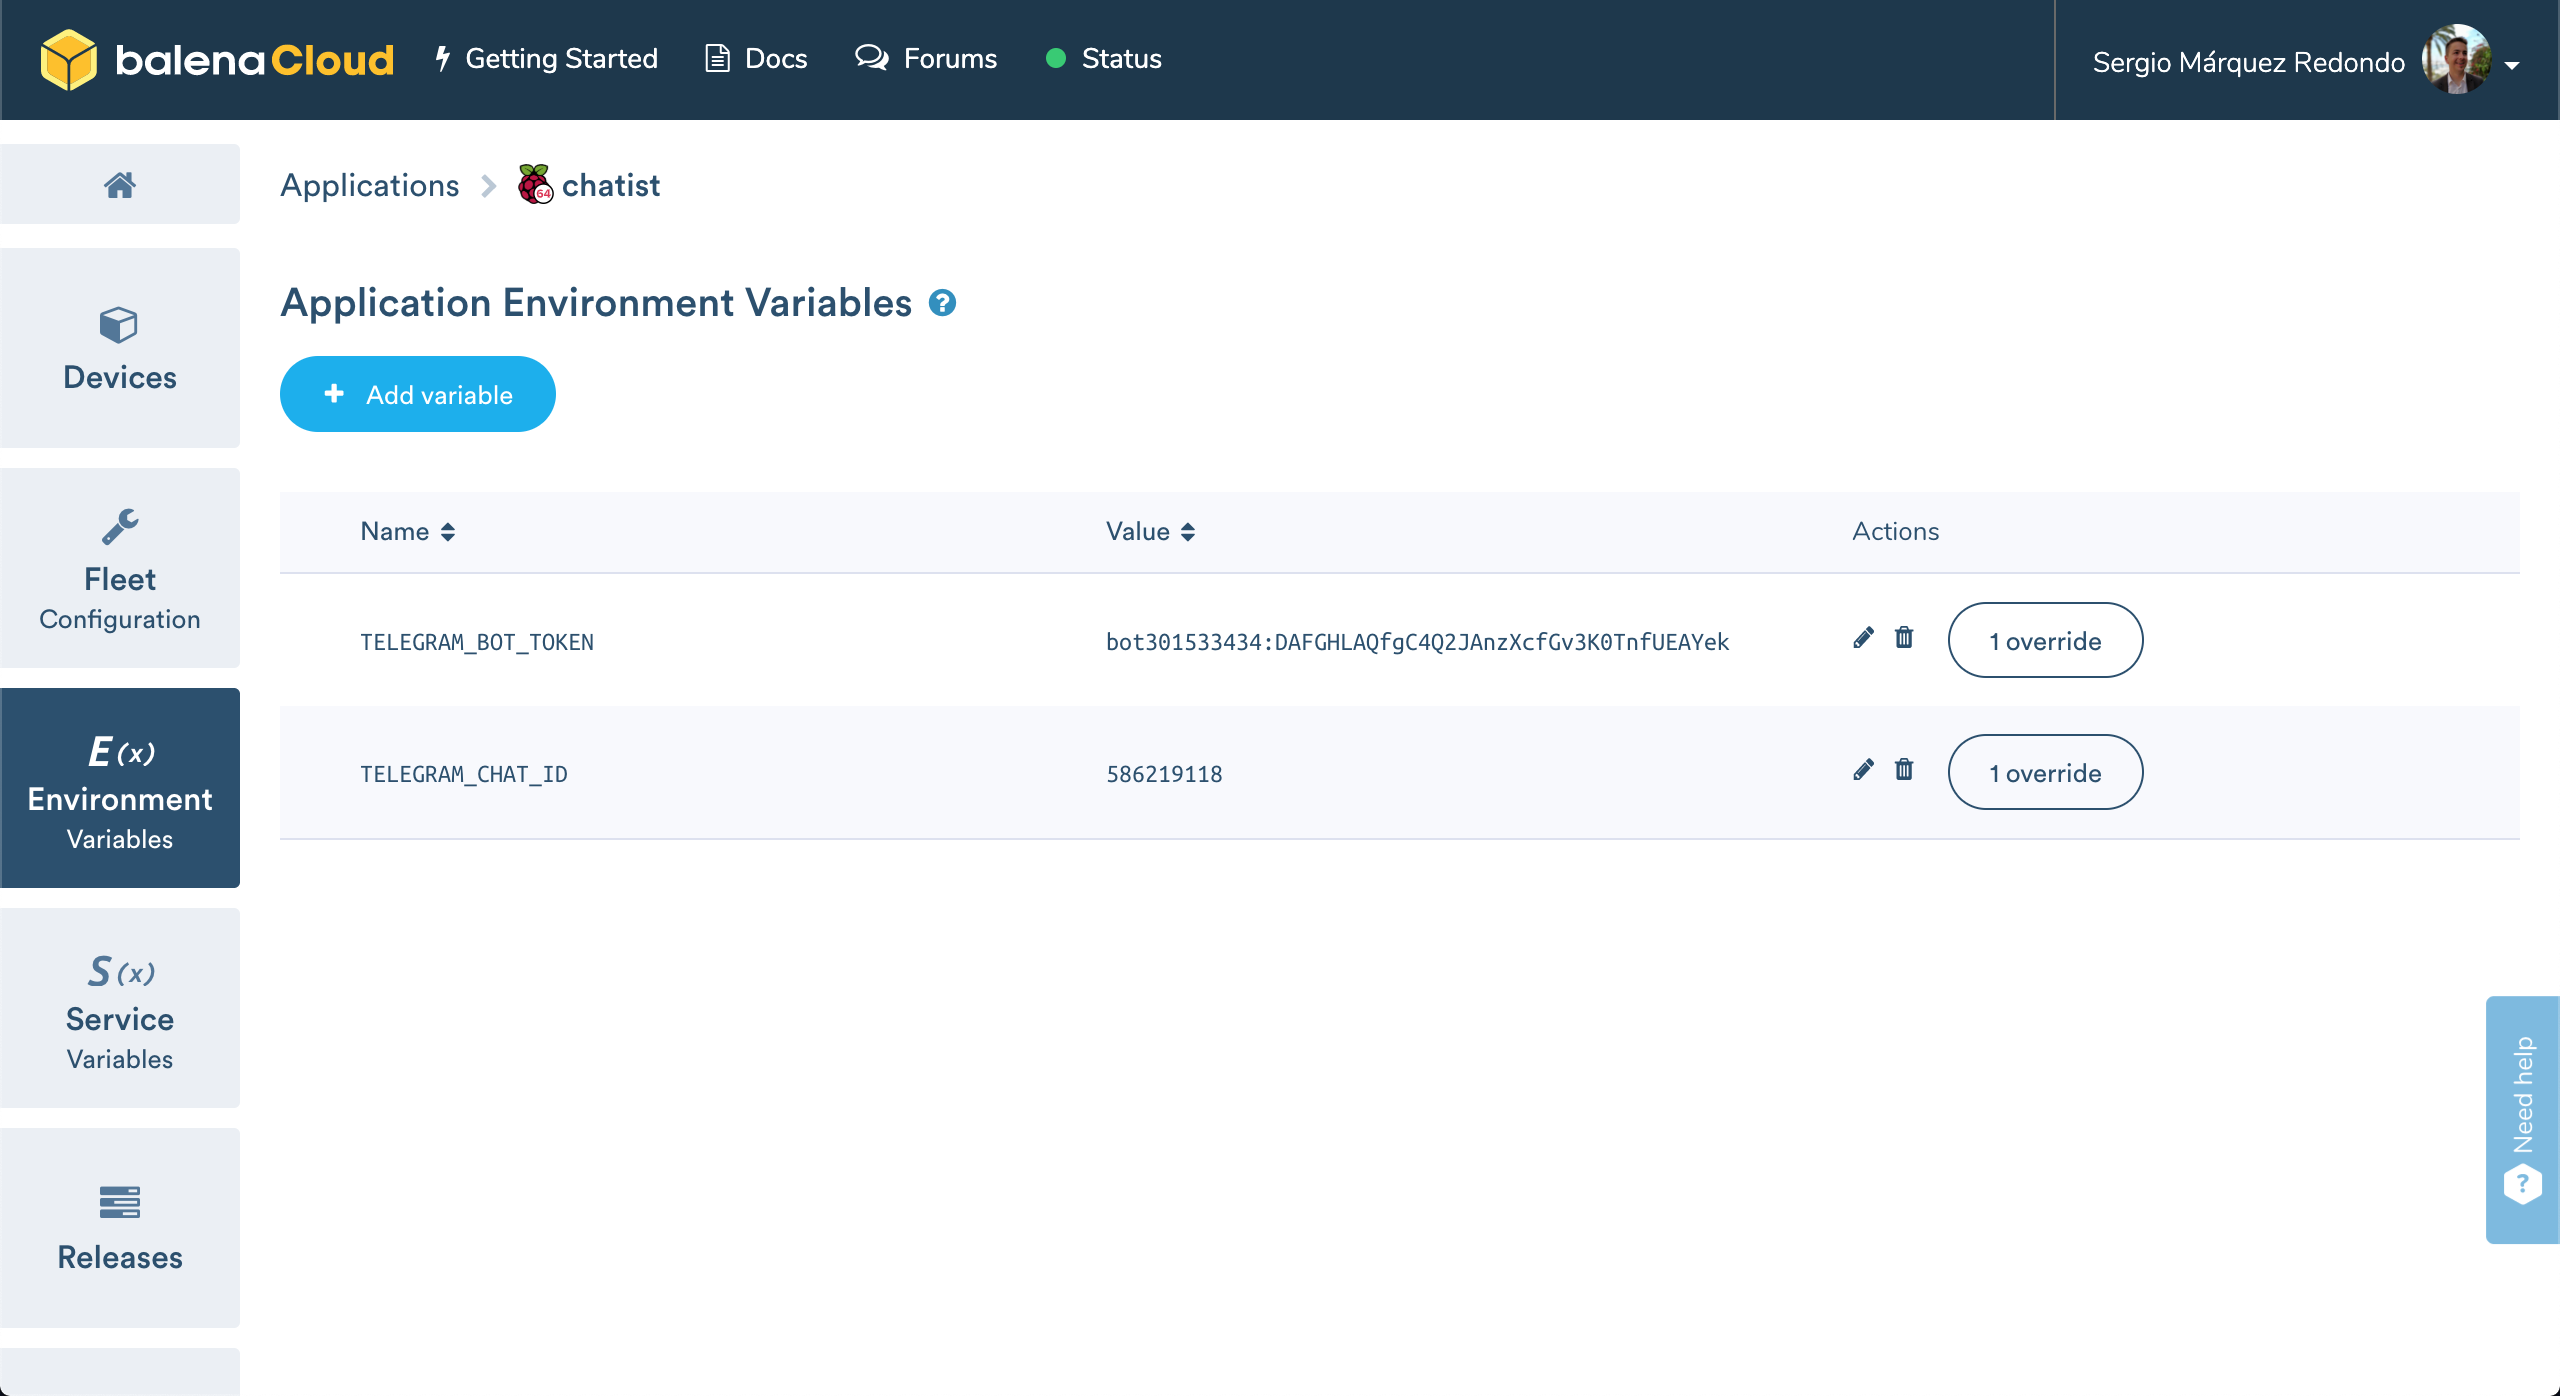 balenaCloud Getting Started Docs Forums Status Sergio Márquez Redondo
Applications chatist
64
Application Environment Variables ?
Add variable
Devices
Fleet
Configuration
E(x)
Environment
Variables
S(x)
Service
Variables
Releases
Name Value Actions
TELEGRAM_BOT_TOKEN bot301533434:DAFGHLAQfgC4Q2JAnzXcfGv3K0TnfUEAYek 1 override
TELEGRAM_CHAT_ID 586219118 1 override
? Need help